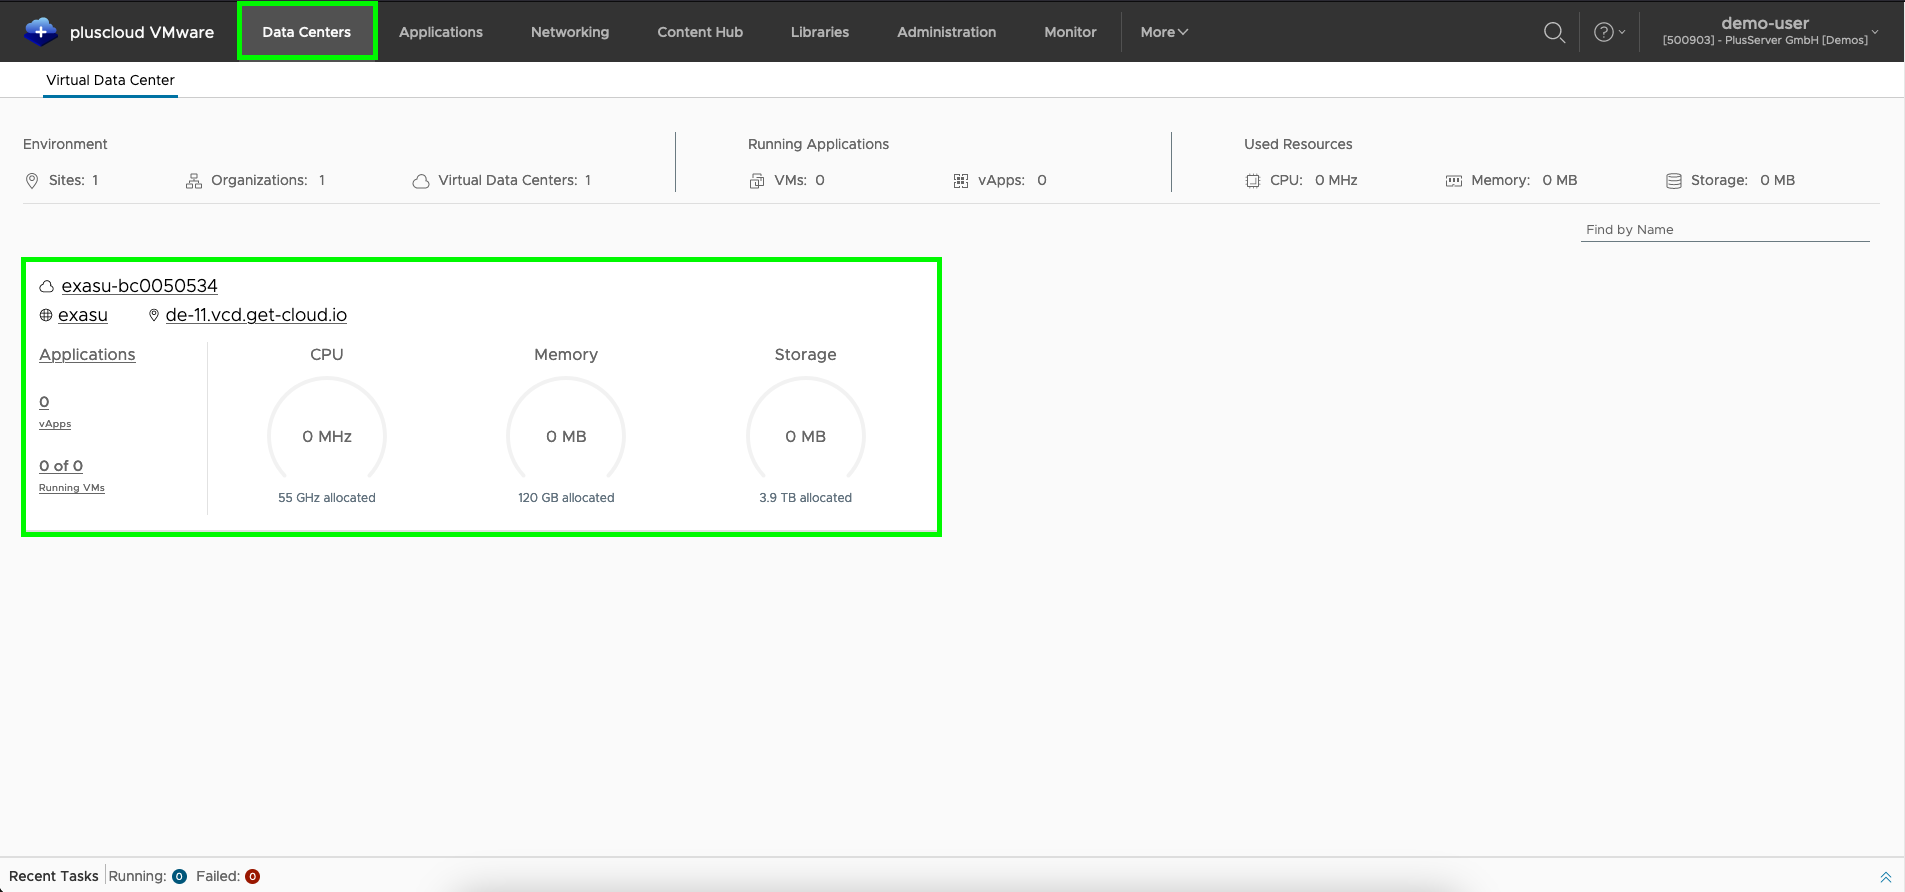 pluscloud VMware Data Centers Applications Networking Content Hub Libraries Administration Monitor More demo-user
[500903] - PlusServer GmbH [Demos]
Virtual Data Center
Environment Running Applications Used Resources
Sites: 1 Organizations: 1 Virtual Data Centers: 1 VMs: 0 vApps: 0 CPU: 0 MHz Memory: 0 MB Storage: 0 MB
Find by Name
exasu-bc0050534
exasu de-11.vcd.get-cloud.io
Applications CPU Memory Storage
0
vApps
0 MHz 0 MB 0 MB
0 of 0
Running VMs
55 GHz allocated 120 GB allocated 3.9 TB allocated
Recent Tasks Running: 0 Failed: 0